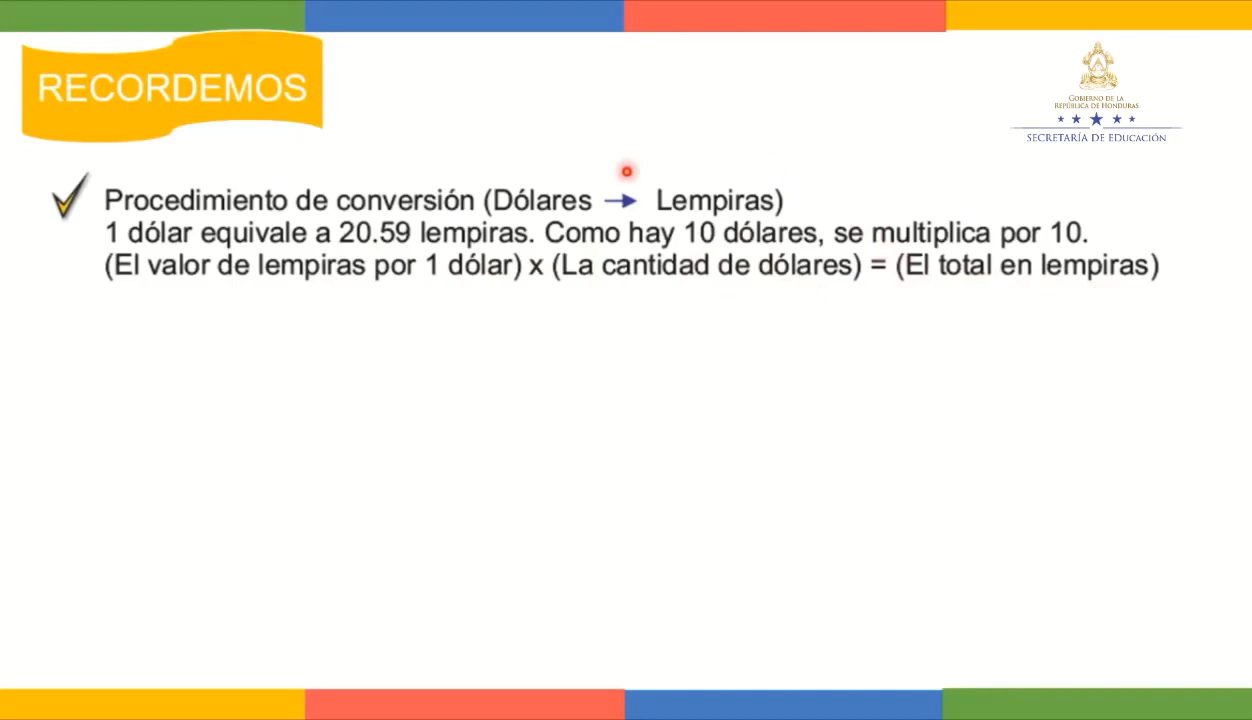 RECORDEMOS
GOBIERNO DE LA
REPÚBLICA DE HONDURAS
SECRETARÍA DE EDUCACIÓN
Procedimiento de conversión (Dólares → Lempiras)
1 dólar equivale a 20.59 lempiras. Como hay 10 dólares, se multiplica por 10.
(El valor de lempiras por 1 dólar) x (La cantidad de dólares) = (El total en lempiras)